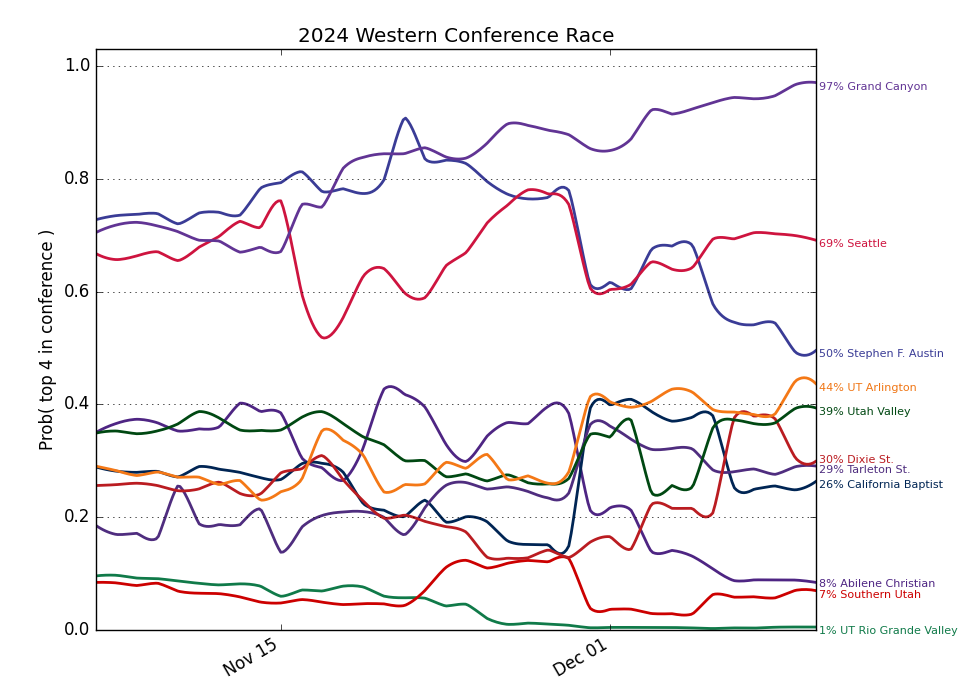 2024 Western Conference Race
Prob( top 4 in conference )
1.0
0.8
0.6
0.4
0.2
0.0
Nov 15
Dec 01
97% Grand Canyon
69% Seattle
50% Stephen F. Austin
44% UT Arlington
39% Utah Valley
30% Dixie St.
29% Tarleton St.
26% California Baptist
8% Abilene Christian
7% Southern Utah
1% UT Rio Grande Valley